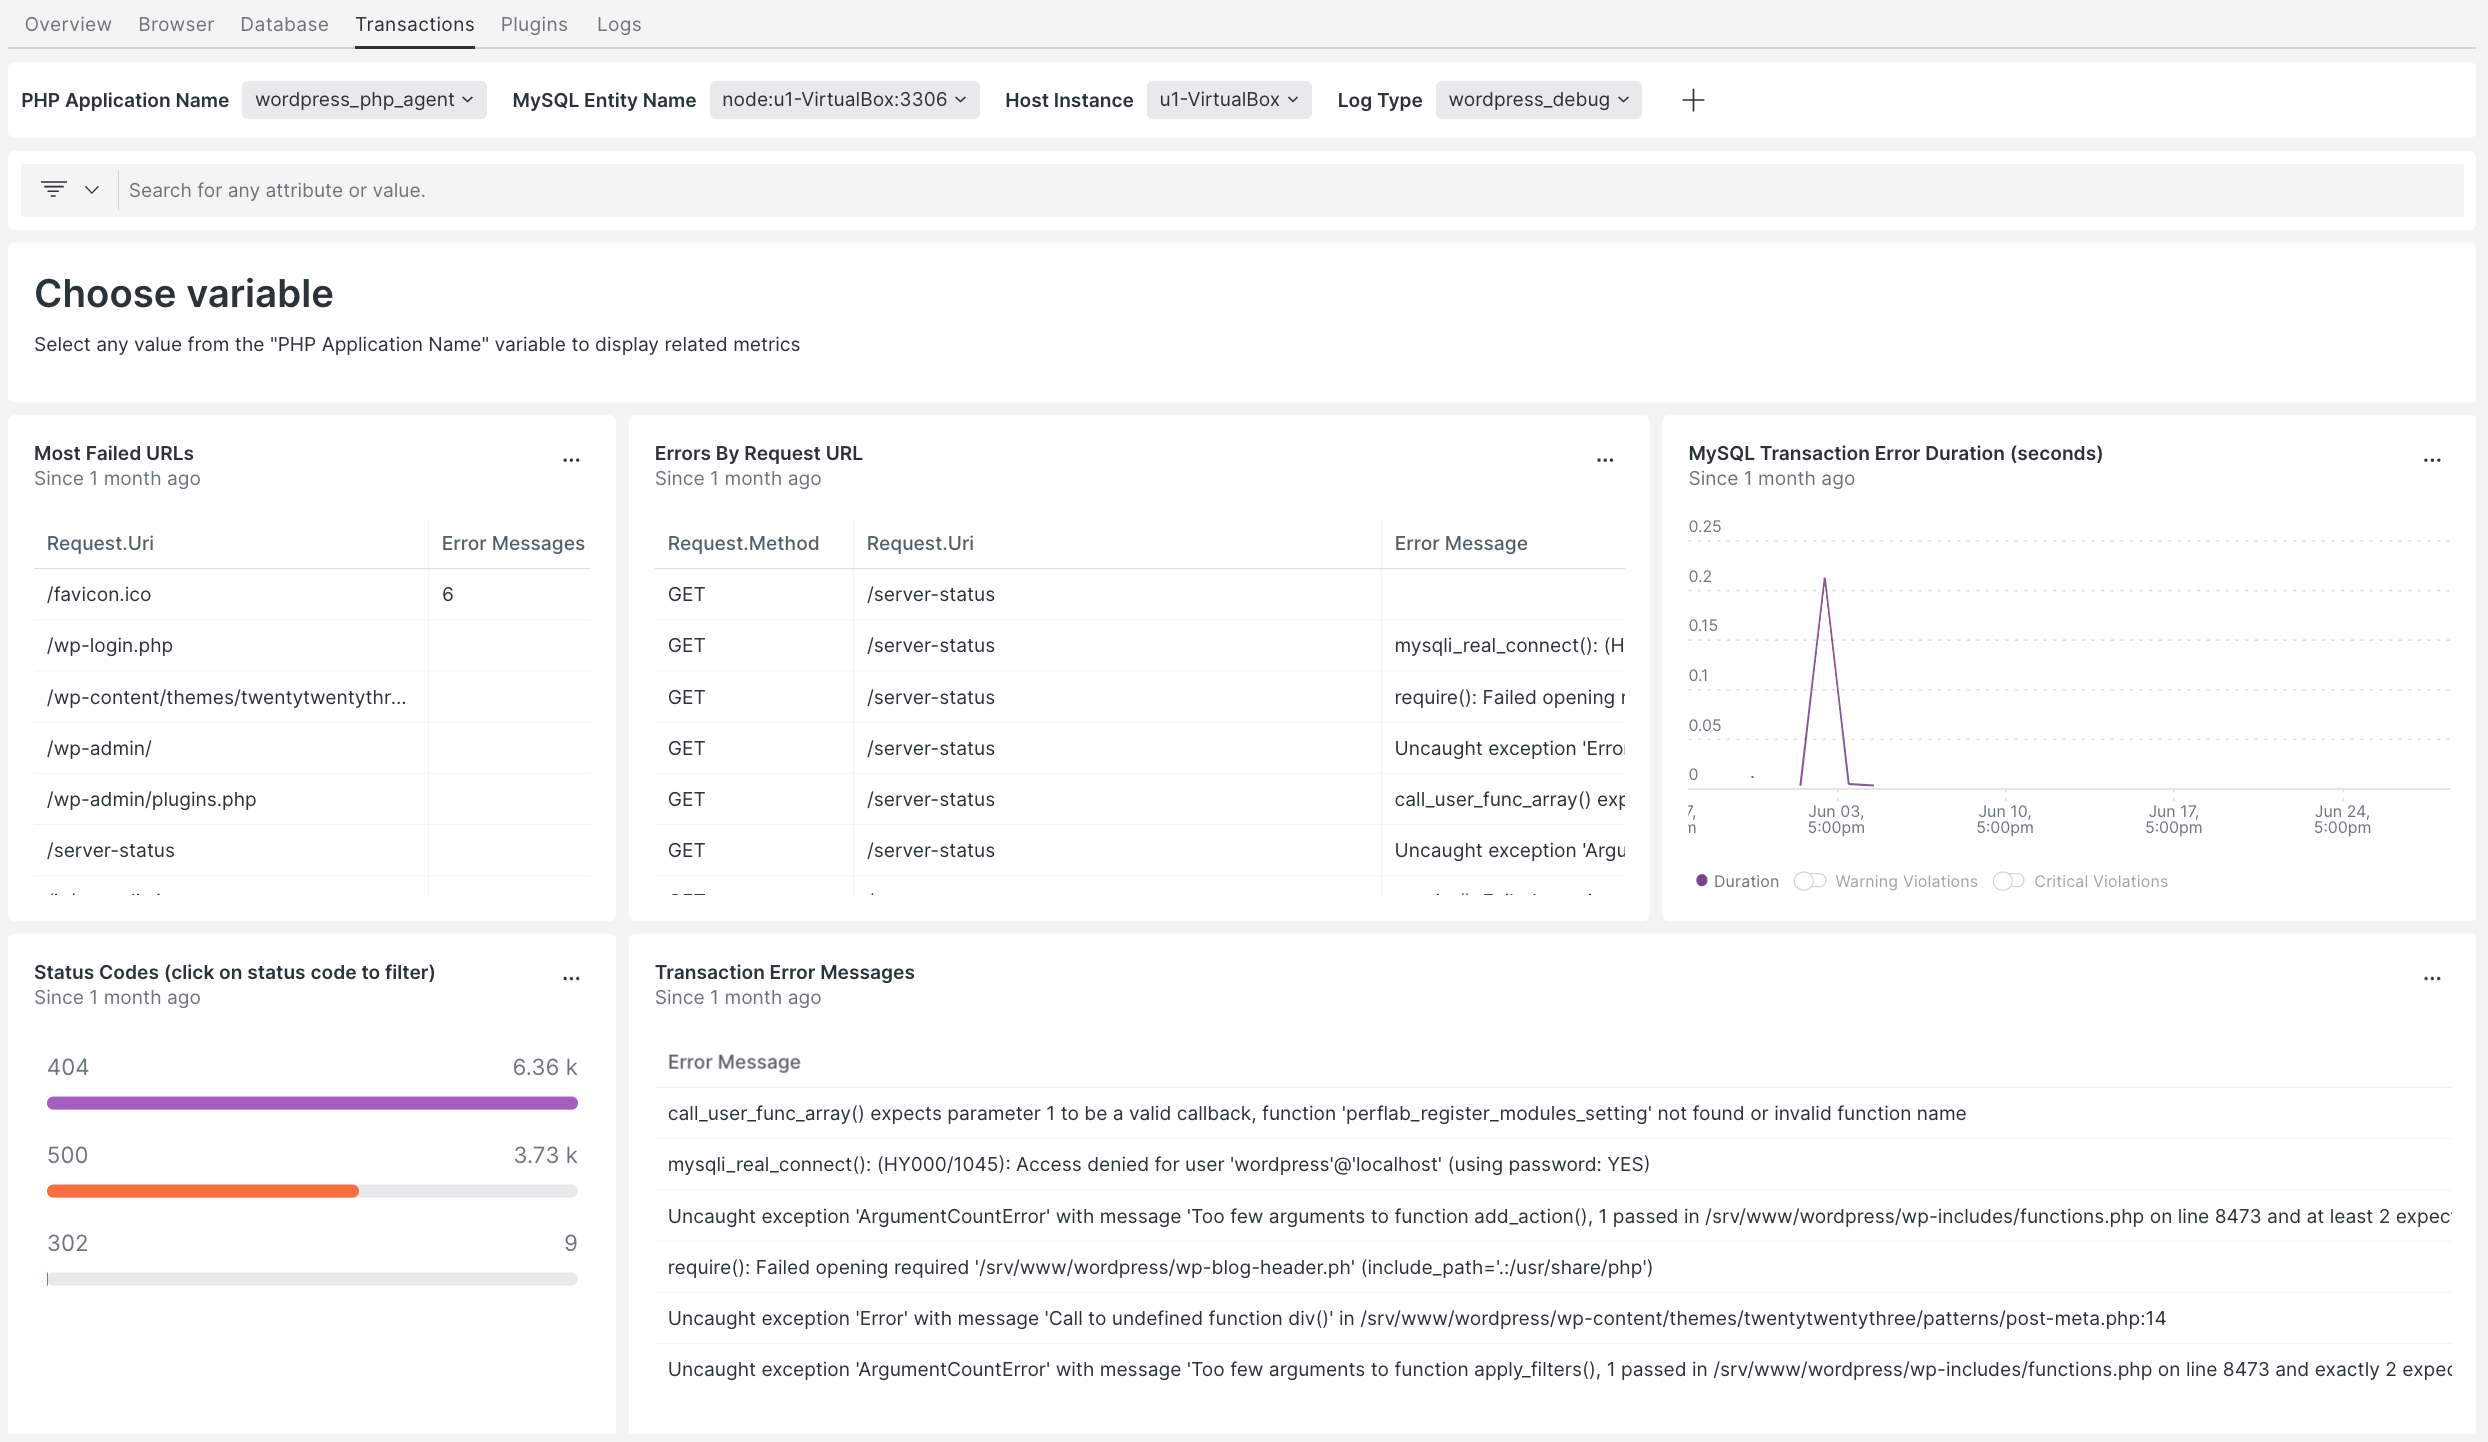 Overview Browser Database Transactions Plugins Logs
PHP Application Name wordpress_php_agent MySQL Entity Name node:u1-VirtualBox:3306 Host Instance u1-VirtualBox Log Type wordpress_debug
Search for any attribute or value.
Choose variable
Select any value from the "PHP Application Name" variable to display related metrics
Most Failed URLs
Since 1 month ago
Request.Uri Error Messages
/favicon.ico 6
/wp-login.php
/wp-content/themes/twentytwentythr...
/wp-admin/
/wp-admin/plugins.php
/server-status
Errors By Request URL
Since 1 month ago
Request.Method Request.Uri Error Message
GET /server-status
GET /server-status mysqli_real_connect(): (H
GET /server-status require(): Failed opening r
GET /server-status Uncaught exception 'Erro
GET /server-status call_user_func_array() exp
GET /server-status Uncaught exception 'Argu
MySQL Transaction Error Duration (seconds)
Since 1 month ago
0.25
0.2
0.15
0.1
0.05
0
7, Jun 03, Jun 10, Jun 17, Jun 24,
5:00pm 5:00pm 5:00pm 5:00pm
Duration Warning Violations Critical Violations
Status Codes (click on status code to filter)
Since 1 month ago
404 6.36 k
500 3.73 k
302 9
Transaction Error Messages
Since 1 month ago
Error Message
call_user_func_array() expects parameter 1 to be a valid callback, function 'perflab_register_modules_setting' not found or invalid function name
mysqli_real_connect(): (HY000/1045): Access denied for user 'wordpress'@'localhost' (using password: YES)
Uncaught exception 'ArgumentCountError' with message 'Too few arguments to function add_action(), 1 passed in /srv/www/wordpress/wp-includes/functions.php on line 8473 and at least 2 expec
require(): Failed opening required '/srv/www/wordpress/wp-blog-header.ph' (include_path='.:/usr/share/php')
Uncaught exception 'Error' with message 'Call to undefined function div()' in /srv/www/wordpress/wp-content/themes/twentytwentythree/patterns/post-meta.php:14
Uncaught exception 'ArgumentCountError' with message 'Too few arguments to function apply_filters(), 1 passed in /srv/www/wordpress/wp-includes/functions.php on line 8473 and exactly 2 expec